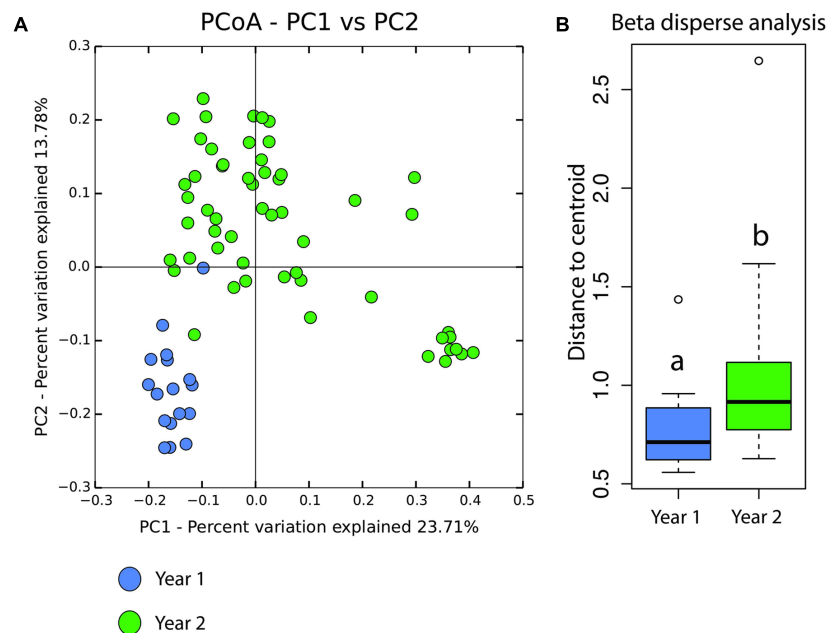 A
PCoA - PC1 vs PC2
PC2 - Percent variation explained 13.78%
0.3
0.2
0.1
0.0
−0.1
−0.2
−0.3
−0.3 −0.2 −0.1 0.0 0.1 0.2 0.3 0.4 0.5
PC1 - Percent variation explained 23.71%
Year 1
Year 2
B
Beta disperse analysis
Distance to centroid
2.5
2.0
1.5
1.0
0.5
a
b
Year 1 Year 2